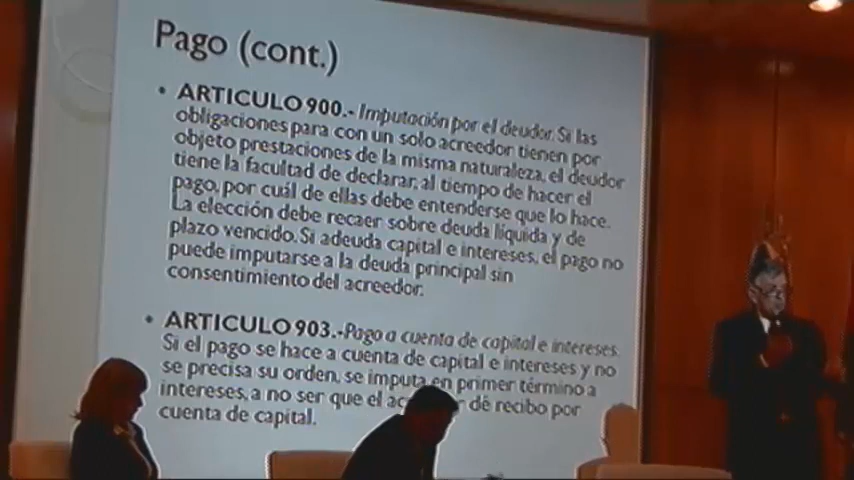 Pago (cont.)
• ARTICULO 900.- Imputación por el deudor. Si las
obligaciones para con un solo acreedor tienen por
objeto prestaciones de la misma naturaleza, el deudor
tiene la facultad de declarar, al tiempo de hacer el
pago, por cuál de ellas debe entenderse que lo hace.
La elección debe recaer sobre deuda líquida y de
plazo vencido. Si adeuda capital e intereses, el pago no
puede imputarse a la deuda principal sin
consentimiento del acreedor.
• ARTICULO 903.-Pago a cuenta de capital e intereses.
Si el pago se hace a cuenta de capital e intereses y no
se precisa su orden, se imputa en primer término a
intereses, a no ser que el dé recibo por
cuenta de capital.